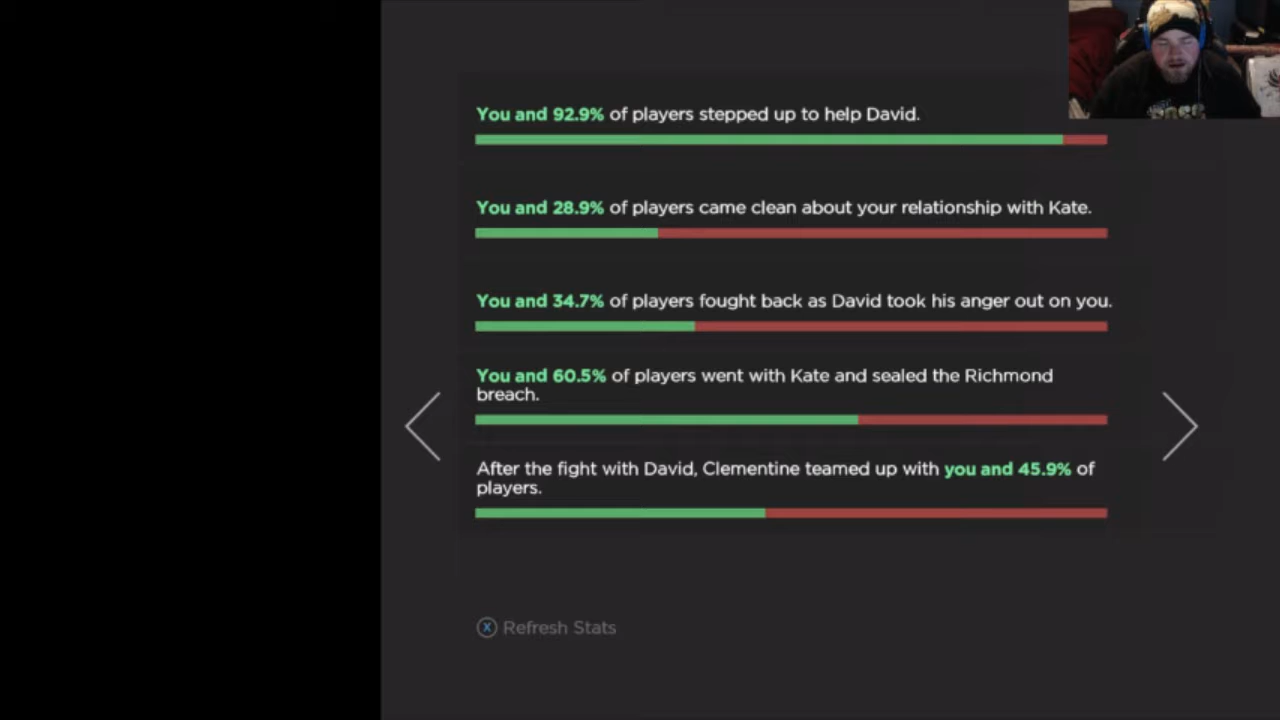 You and 92.9% of players stepped up to help David.
You and 28.9% of players came clean about your relationship with Kate.
You and 34.7% of players fought back as David took his anger out on you.
You and 60.5% of players went with Kate and sealed the Richmond
breach.
After the fight with David, Clementine teamed up with you and 45.9% of
players.
X Refresh Stats